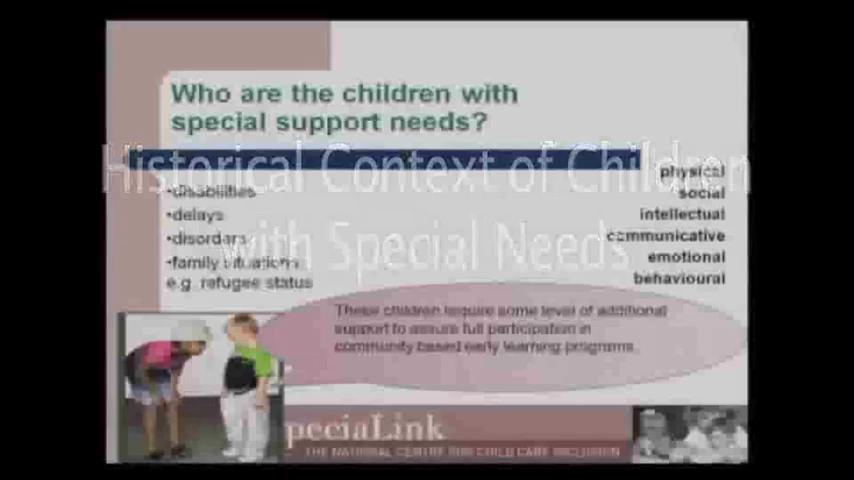 Who are the children with
special support needs?
Historical Context of Children
with Special Needs
•disabilities
•delays
•disorders
•family situations
e.g. refugee status
physical
social
intellectual
communicative
emotional
behavioural
These children require some level of additional
support to assure full participation in
community based early learning programs.
peciaLink
THE NATIONAL CENTRE FOR CHILD CARE INCLUSION